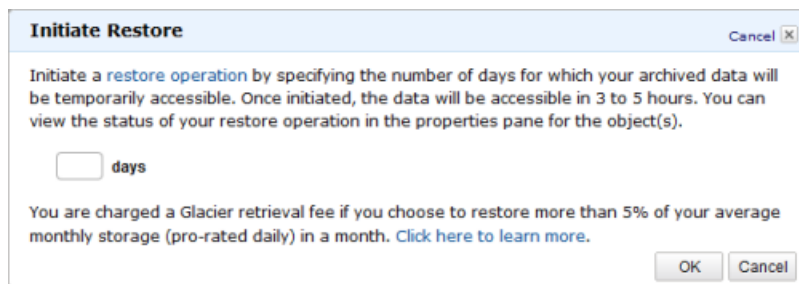 Initiate Restore
Cancel x
Initiate a restore operation by specifying the number of days for which your archived data will
be temporarily accessible. Once initiated, the data will be accessible in 3 to 5 hours. You can
view the status of your restore operation in the properties pane for the object(s).
days
You are charged a Glacier retrieval fee if you choose to restore more than 5% of your average
monthly storage (pro-rated daily) in a month. Click here to learn more.
OK Cancel